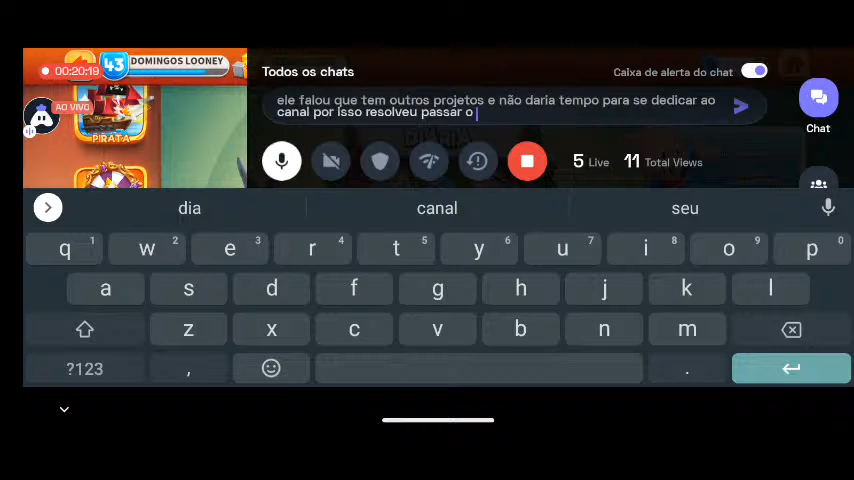 00:20:19
43
DOMINGOS LOONEY
AO VIVO
PIRATA
Todos os chats
Caixa de alerta do chat
ele falou que tem outros projetos e não daria tempo para se dedicar ao
canal por isso resolveu passar o
Chat
5 Live 11 Total Views
dia canal seu
q 1 w 2 e 3 r 4 t 5 y 6 u 7 i 8 o 9 p 0
a s d f g h j k l
z x c v b n m
?123 , .